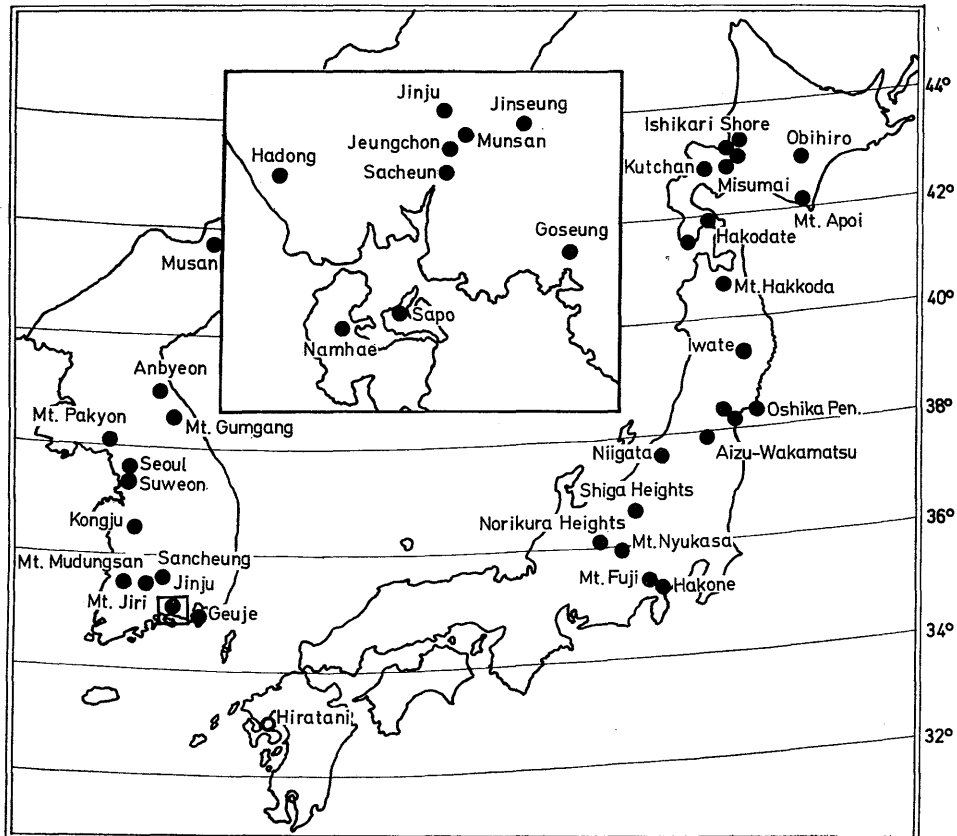 Jinju
Jinseung
Jeungchon
Munsan
Hadong
Sacheun
Goseung
Sapo
Namhae
44°
Ishikari Shore
Obihiro
Kutchan
Misumai
42°
Mt. Apoi
Hakodate
Musan
Mt. Hakkoda
40°
Iwate
Anbyeon
Mt. Pakyon
Mt. Gumgang
38°
Oshika Pen.
Aizu-Wakamatsu
Niigata
Seoul
Suweon
Shiga Heights
Kongju
Norikura Heights
36°
Mt. Nyukasa
Mt. Mudungsan
Sancheung
Jinju
Mt. Fuji
Hakone
Mt. Jiri
Geuje
34°
Hiratani
32°